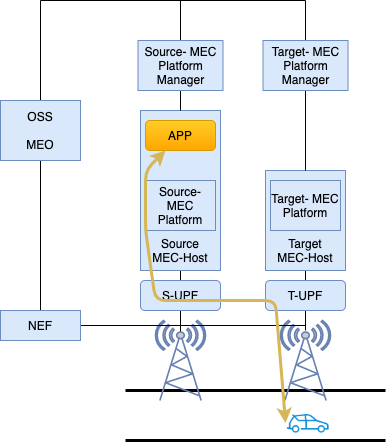 Source- MEC
Platform
Manager
Target- MEC
Platform
Manager
OSS
MEO
APP
Source-
MEC
Platform
Source
MEC-Host
Target- MEC
Platform
Target
MEC-Host
S-UPF
T-UPF
NEF